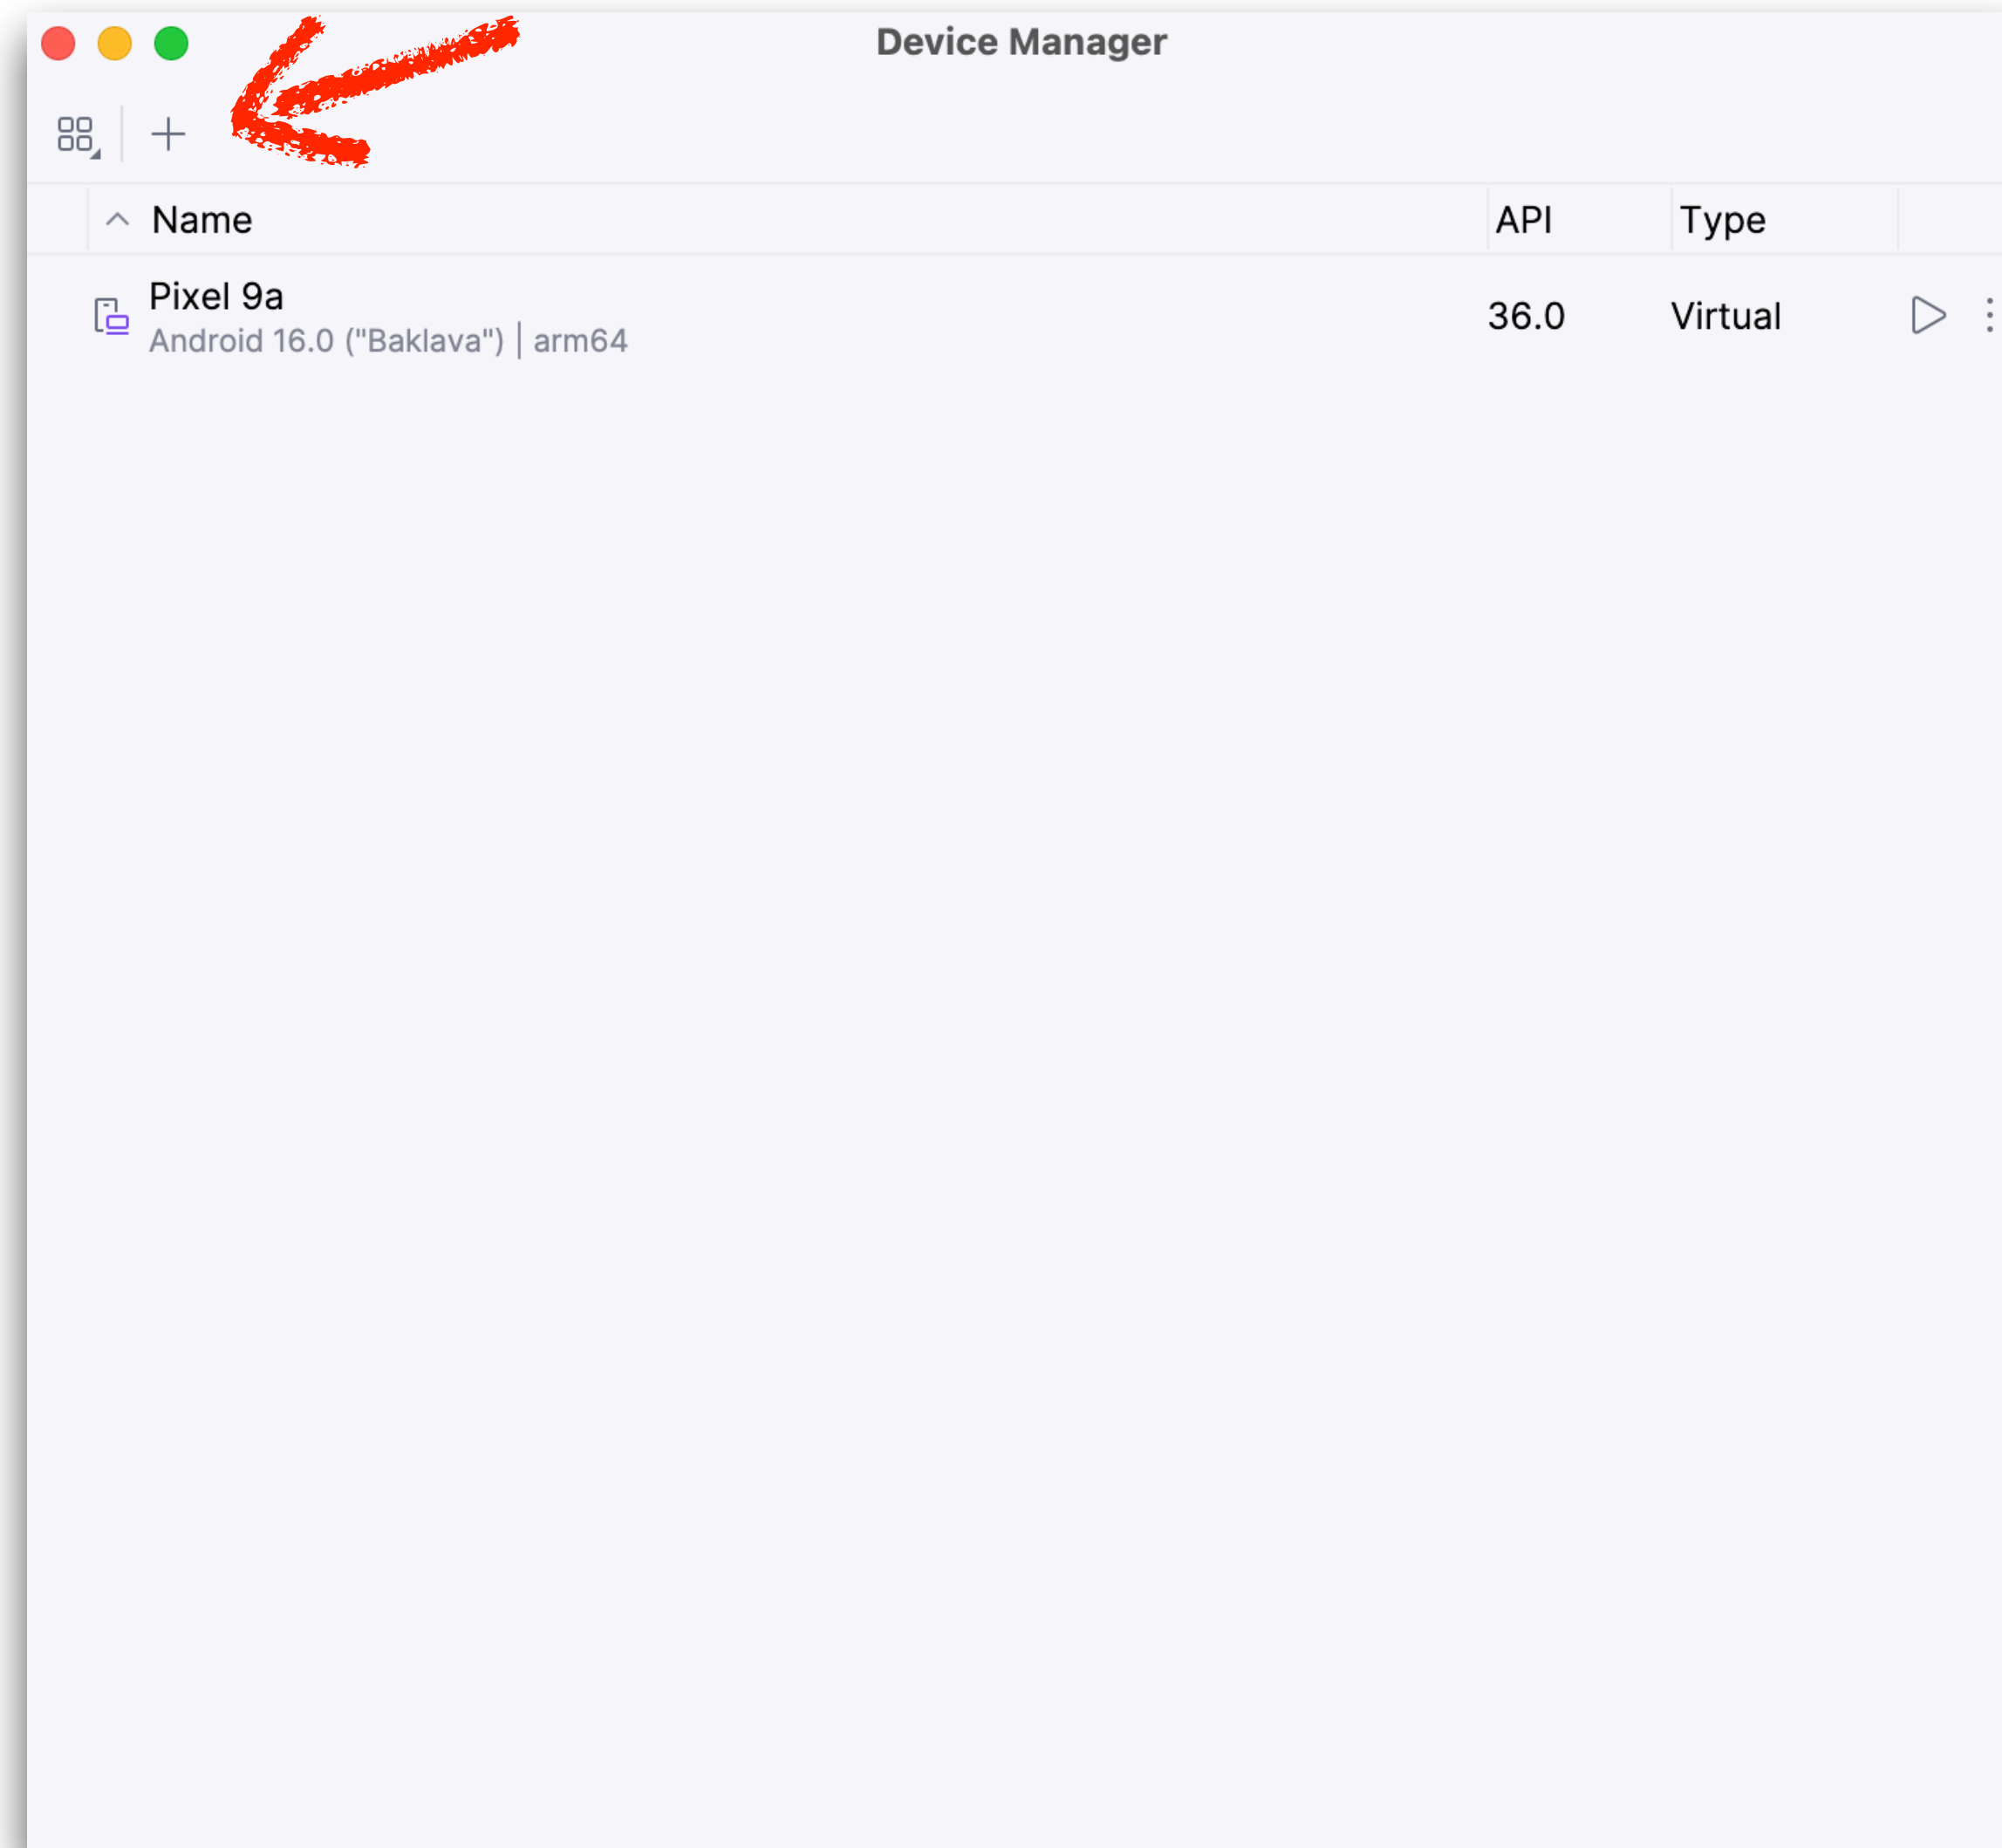 Device Manager
Name API Type
Pixel 9a
Android 16.0 ("Baklava") | arm64
36.0 Virtual